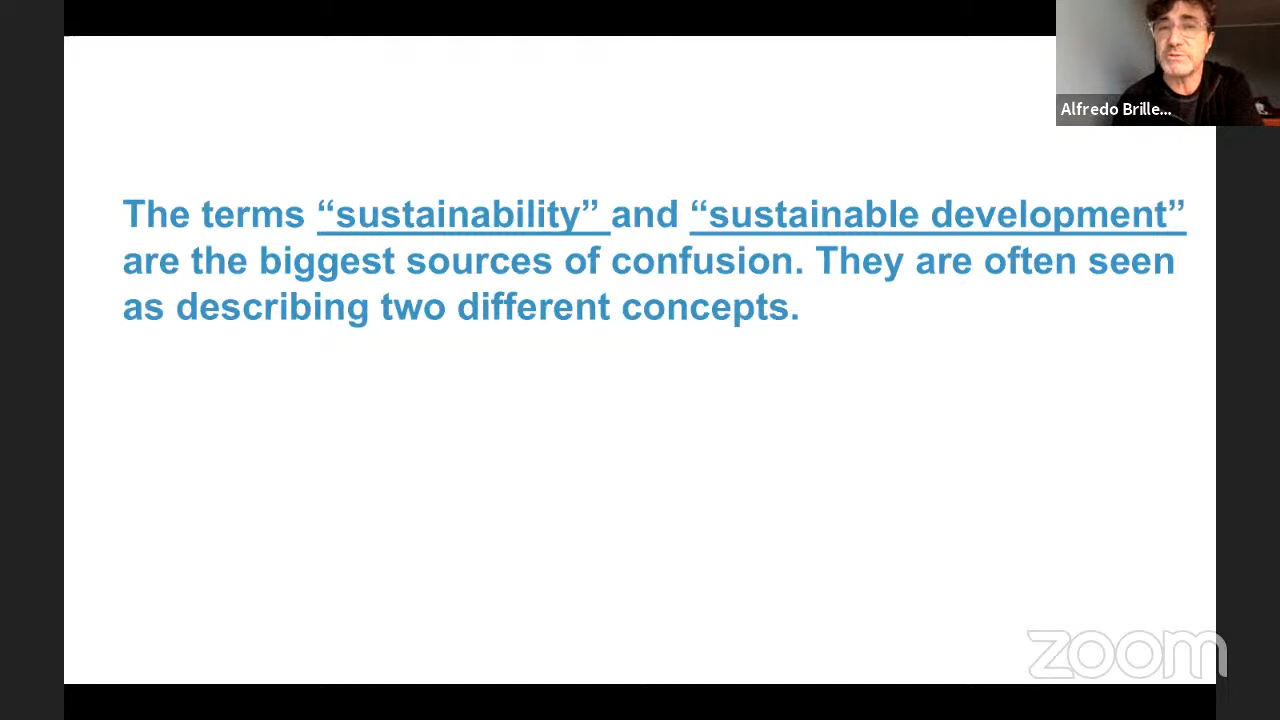 Alfredo Brille...
The terms “sustainability” and “sustainable development”
are the biggest sources of confusion. They are often seen
as describing two different concepts.
zoom